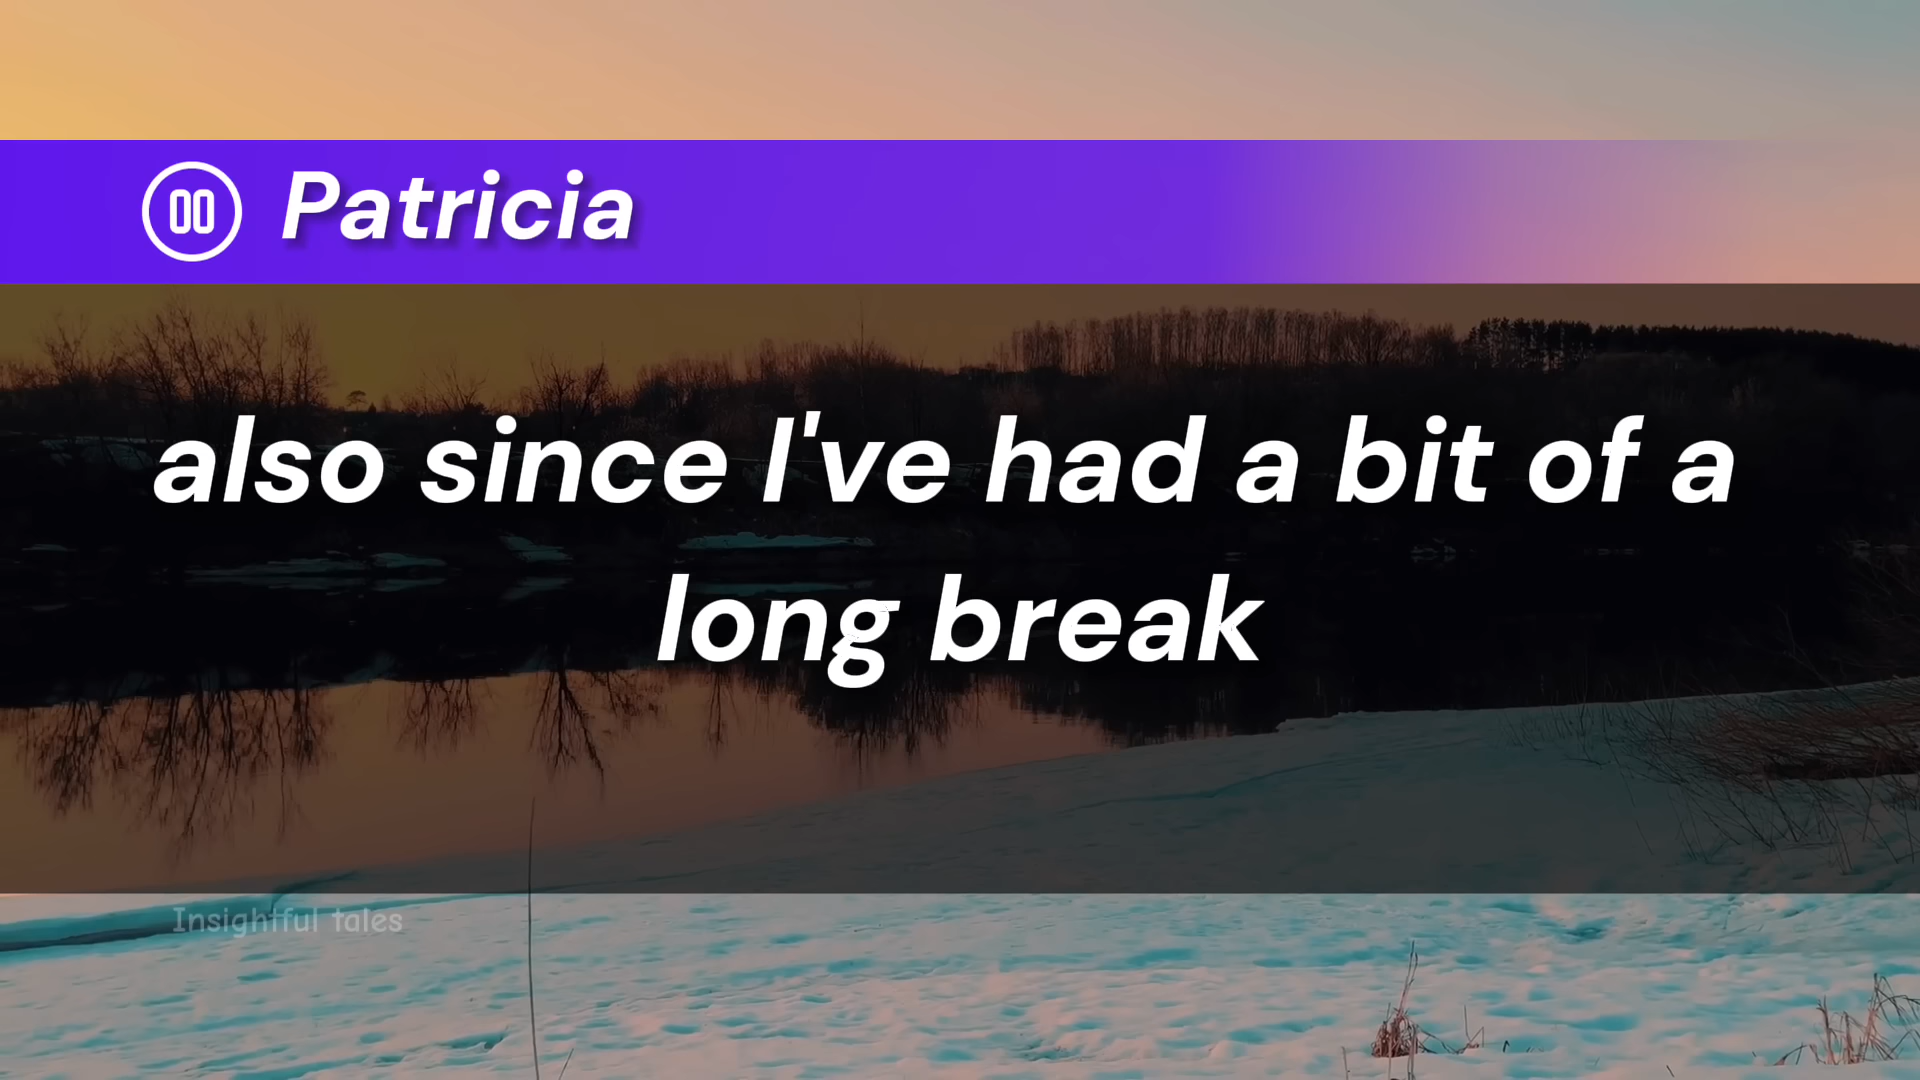 Patricia
also since I've had a bit of a
long break
Insightful tales